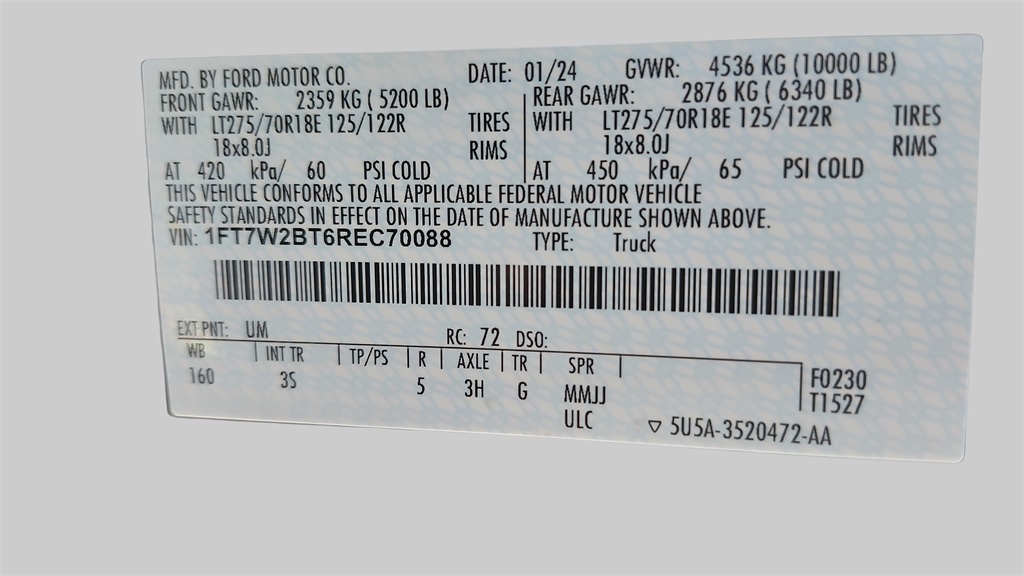 MFD. BY FORD MOTOR CO. DATE: 01/24 GVWR: 4536 KG (10000 LB)
FRONT GAWR: 2359 KG ( 5200 LB) REAR GAWR: 2876 KG ( 6340 LB)
WITH LT275/70R18E 125/122R TIRES WITH LT275/70R18E 125/122R TIRES
18x8.0J RIMS 18x8.0J RIMS
AT 420 kPa/ 60 PSI COLD AT 450 kPa/ 65 PSI COLD
THIS VEHICLE CONFORMS TO ALL APPLICABLE FEDERAL MOTOR VEHICLE
SAFETY STANDARDS IN EFFECT ON THE DATE OF MANUFACTURE SHOWN ABOVE.
VIN: 1FT7W2BT6REC70088 TYPE: Truck
EXT PNT: UM RC: 72 DSO:
WB INT TR TP/PS R AXLE TR SPR
160 3S 5 3H G MMJJ F0230
ULC T1527
▽ 5U5A-3520472-AA